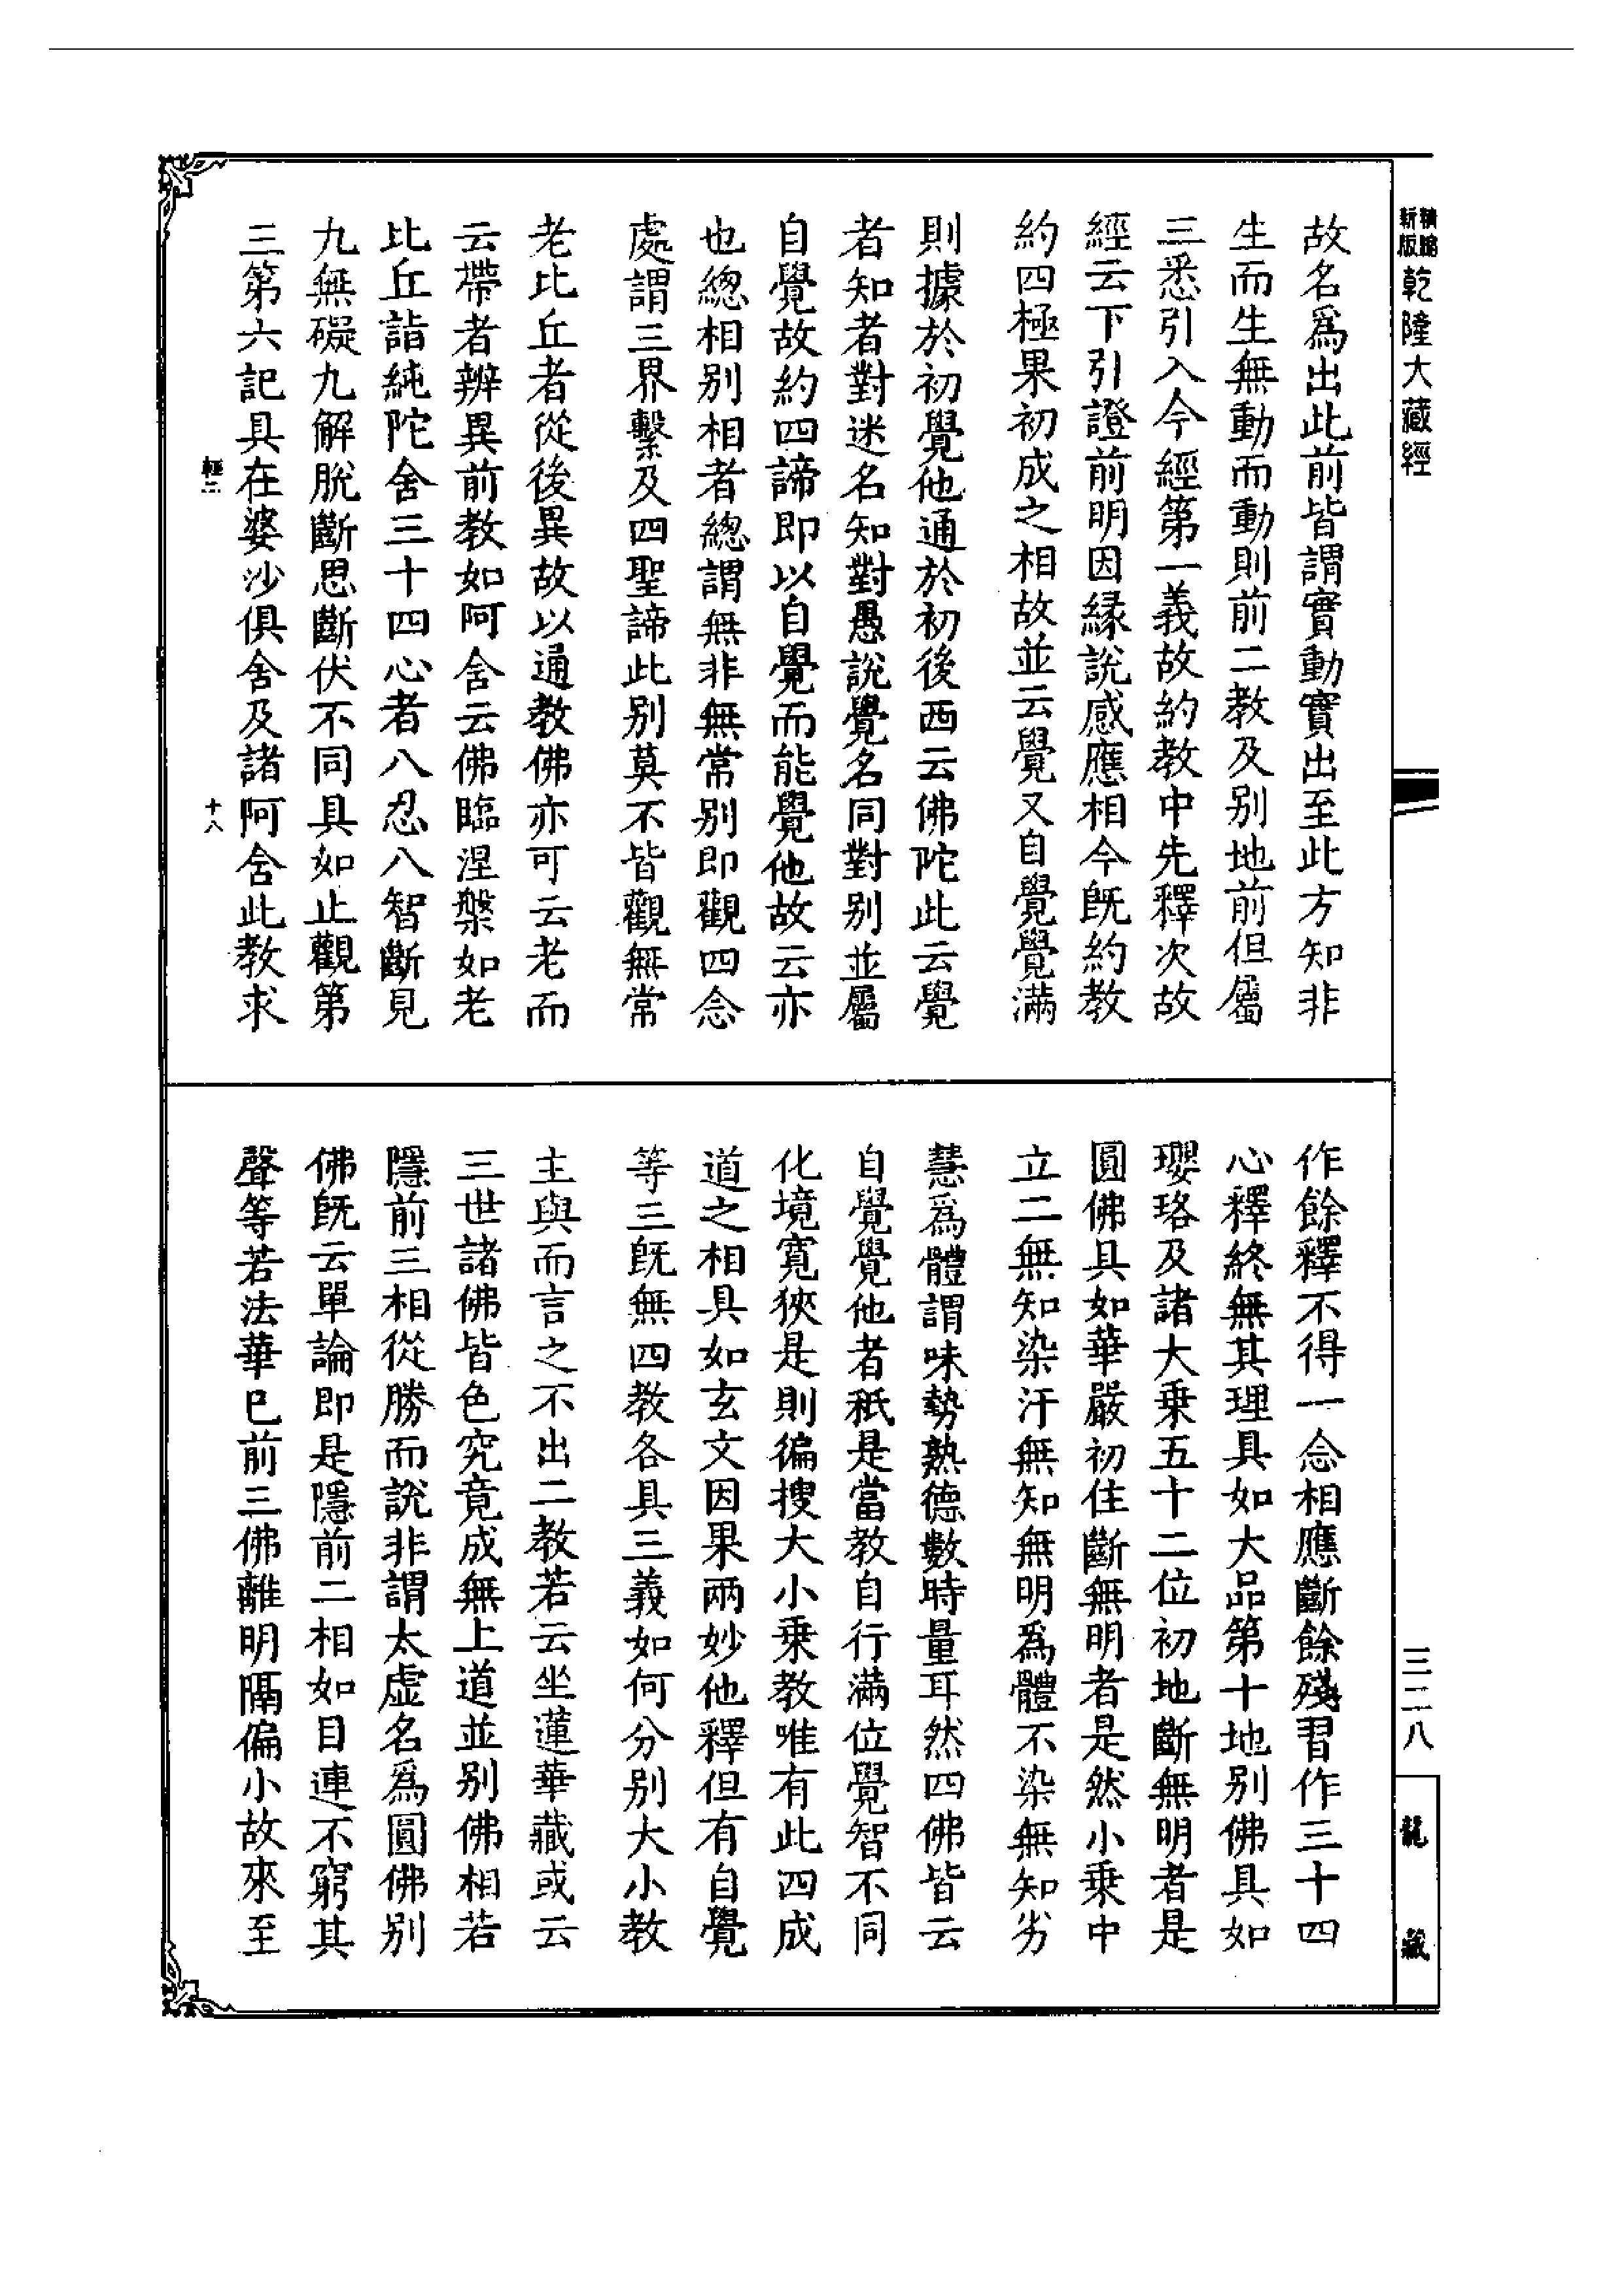 新版 精縮 乾隆大藏經
故名爲出此前皆謂實動實出至此方知非
生而生無動而動則前二教及别地前但屬
三悉引入今經第一義故約教中先釋次故
經云下引證前明因縁說感應相今旣約教
約四極果初成之相故並云覺又自覺覺滿
則據於初覺他通於初後西云佛陀此云覺
者知者對迷名知對愚說覺名同對别並屬
自覺故約四諦即以自覺而能覺他故云亦
也總相别相者總謂無非無常别即觀四念
處謂三界繫及四聖諦此别莫不皆觀無常
老比丘者從後異故以通教佛亦可云老而
云帶者辨異前教如阿舍云佛臨涅槃如老
比丘詣純陀舍三十四心者八忍八智斷見
九無礙九解脫斷思斷伏不同具如止觀第
三第六記具在婆沙俱舍及諸阿舍此教求
輕二 十八
作餘釋不得一念相應斷餘殘習作三十四
心釋終無其理具如大品第十地别佛具如
瓔珞及諸大乗五十二位初地斷無明者是
圓佛具如華嚴初住斷無明者是然小乗中
立二無知染汙無知無明爲體不染無知劣
慧爲體謂味勢熟德數時量耳然四佛皆云
自覺覺他者秖是當教自行滿位覺智不同
化境寛狹是則徧搜大小乗教唯有此四成
道之相具如玄文因果兩妙他釋但有自覺
等三旣無四教各具三義如何分别大小教
主與而言之不出二教若云坐蓮華藏或云
三世諸佛皆色究竟成無上道並别佛相若
隱前三相從勝而說非謂太虛名爲圓佛别
佛旣云單論即是隱前二相如目連不窮其
聲等若法華已前三佛離明隔偏小故來至
三二八
龍藏